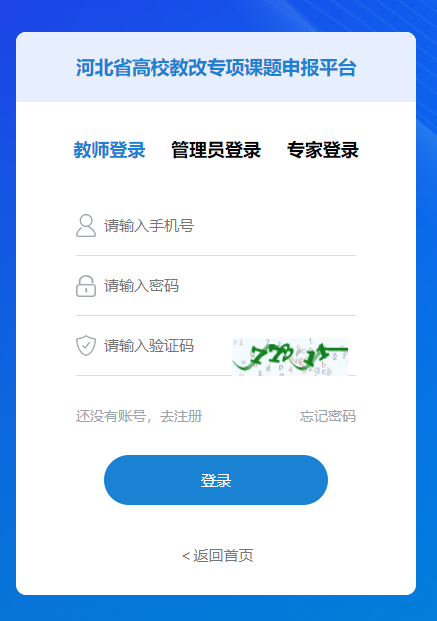 河北省高校教改专项课题申报平台
教师登录 管理员登录 专家登录
请输入手机号
请输入密码
请输入验证码
还没有账号，去注册 忘记密码
登录
< 返回首页